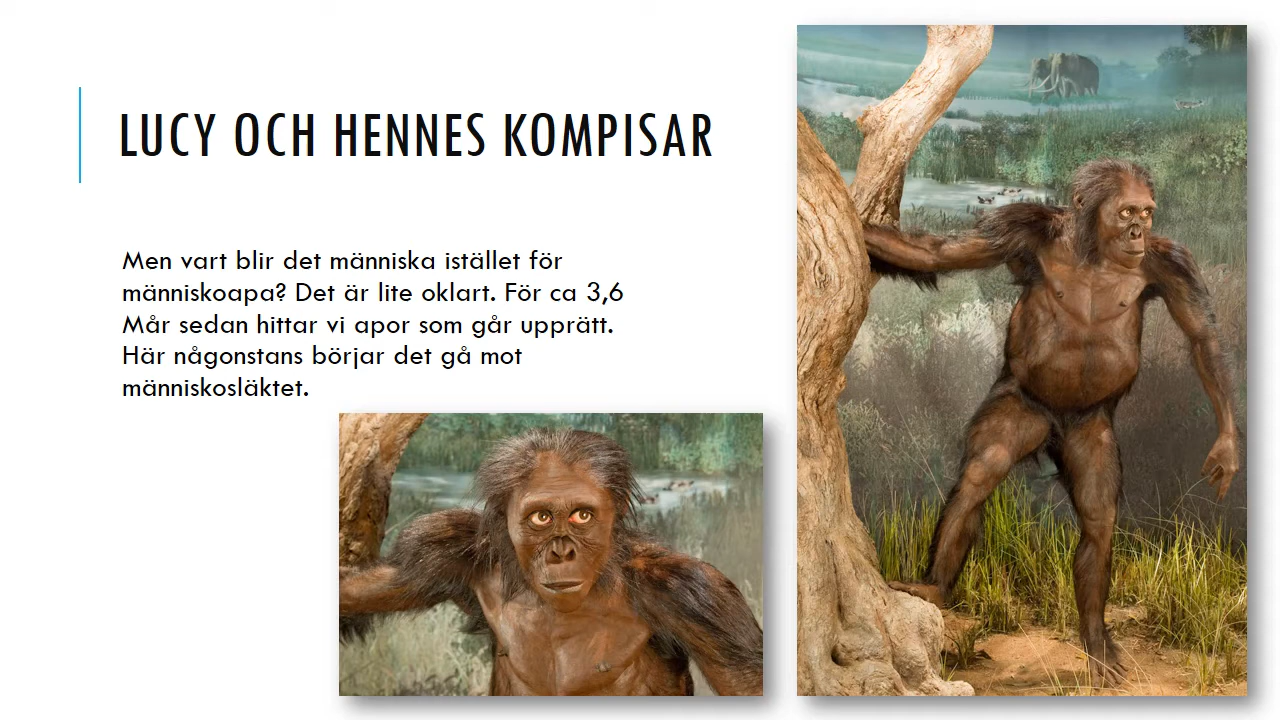 LUCY OCH HENNES KOMPISAR
Men vart blir det människa istället för
människoapa? Det är lite oklart. För ca 3,6
Mår sedan hittar vi apor som går upprätt.
Här någonstans börjar det gå mot
människosläktet.